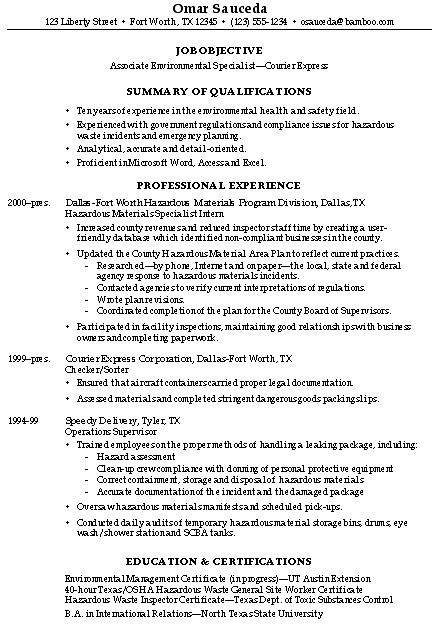 Omar Sauceda
123 Liberty Street • Fort Worth, TX 12345 • (123) 555-1234 • osauceda@bamboo.com
JOB OBJECTIVE
Associate Environmental Specialist—Courier Express
SUMMARY OF QUALIFICATIONS
• Ten years of experience in the environmental health and safety field.
• Experienced with government regulations and compliance issues for hazardous
waste incidents and emergency planning.
• Analytical, accurate and detail-oriented.
• Proficient in Microsoft Word, Access and Excel.
PROFESSIONAL EXPERIENCE
2000–pres. Dallas-Fort Worth Hazardous Materials Program Division, Dallas, TX
Hazardous Materials Specialist Intern
• Increased county revenues and reduced inspector staff time by creating a user-
friendly database which identified non-compliant businesses in the county.
• Updated the County Hazardous Material Area Plan to reflect current practices.
- Researched—by phone, Internet and on paper—the local, state and federal
agency response to hazardous materials incidents.
- Contacted agencies to verify current interpretations of regulations.
- Wrote plan revisions.
- Coordinated completion of the plan for the County Board of Supervisors.
• Participated in facility inspections, maintaining good relationships with business
owners and completing paperwork.
1999–pres. Courier Express Corporation, Dallas-Fort Worth, TX
Checker/Sorter
• Ensured that aircraft containers carried proper legal documentation.
• Assessed materials and completed stringent dangerous goods packing slips.
1994-99 Speedy Delivery, Tyler, TX
Operations Supervisor
• Trained employees on the proper methods of handling a leaking package, including:
- Hazard assessment
- Clean-up crew compliance with donning of personal protective equipment
- Correct containment, storage and disposal of hazardous materials
- Accurate documentation of the incident and the damaged package
• Oversaw hazardous materials manifests and scheduled pick-ups.
• Conducted daily audits of temporary hazardous material storage bins, drums, eye
wash/shower station and SCBA tanks.
EDUCATION & CERTIFICATIONS
Environmental Management Certificate (in progress)—UT Austin Extension
40-hour Texas/OSHA Hazardous Waste General Site Worker Certificate
Hazardous Waste Inspector Certificate—Texas Dept. of Toxic Substances Control
B.A. in International Relations—North Texas State University